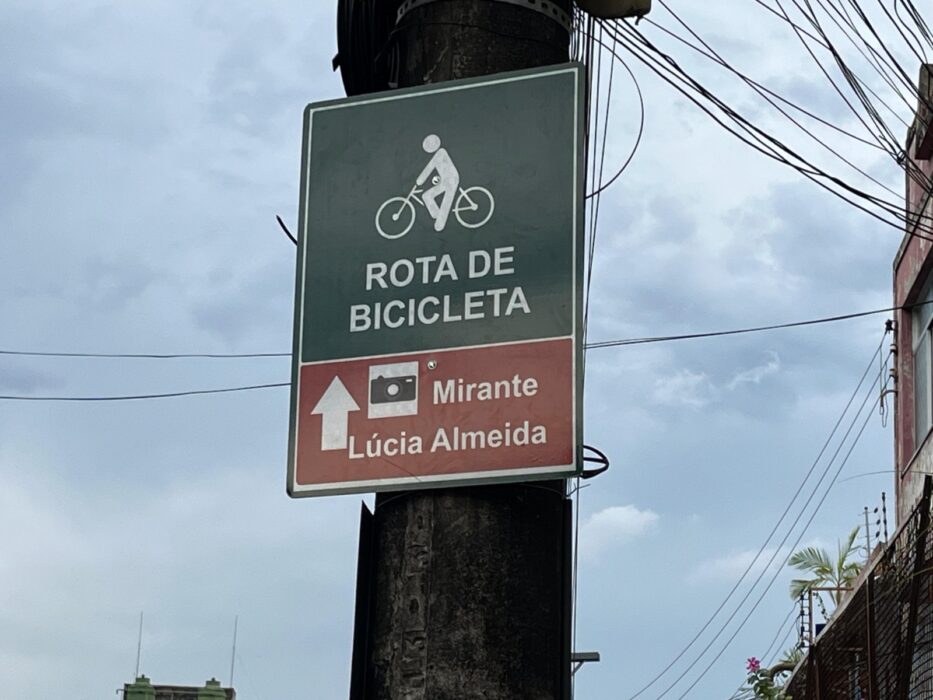 ROTA DE
BICICLETA
Mirante
Lúcia Almeida